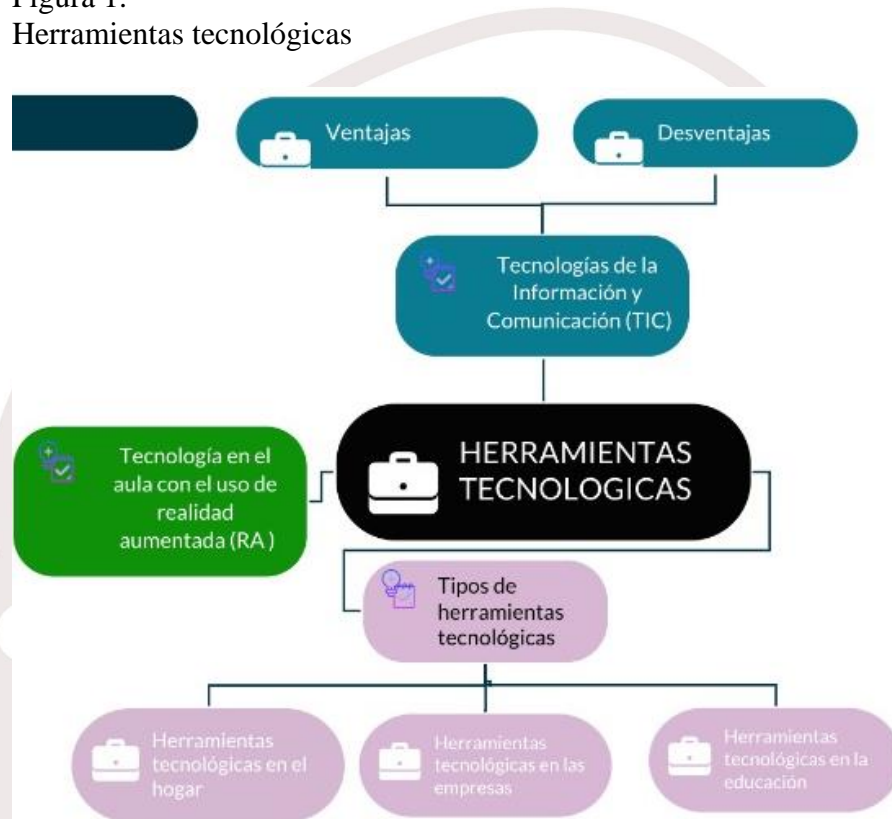 Figura 1.
Herramientas tecnológicas
Ventajas
Desventajas
Tecnologías de la
Información y
Comunicación (TIC)
HERRAMIENTAS
TECNOLOGICAS
Tecnología en el
aula con el uso de
realidad
aumentada (RA )
Tipos de
herramientas
tecnológicas
Herramientas
tecnológicas en el
hogar
Herramientas
tecnológicas en las
empresas
Herramientas
tecnológicas en la
educación